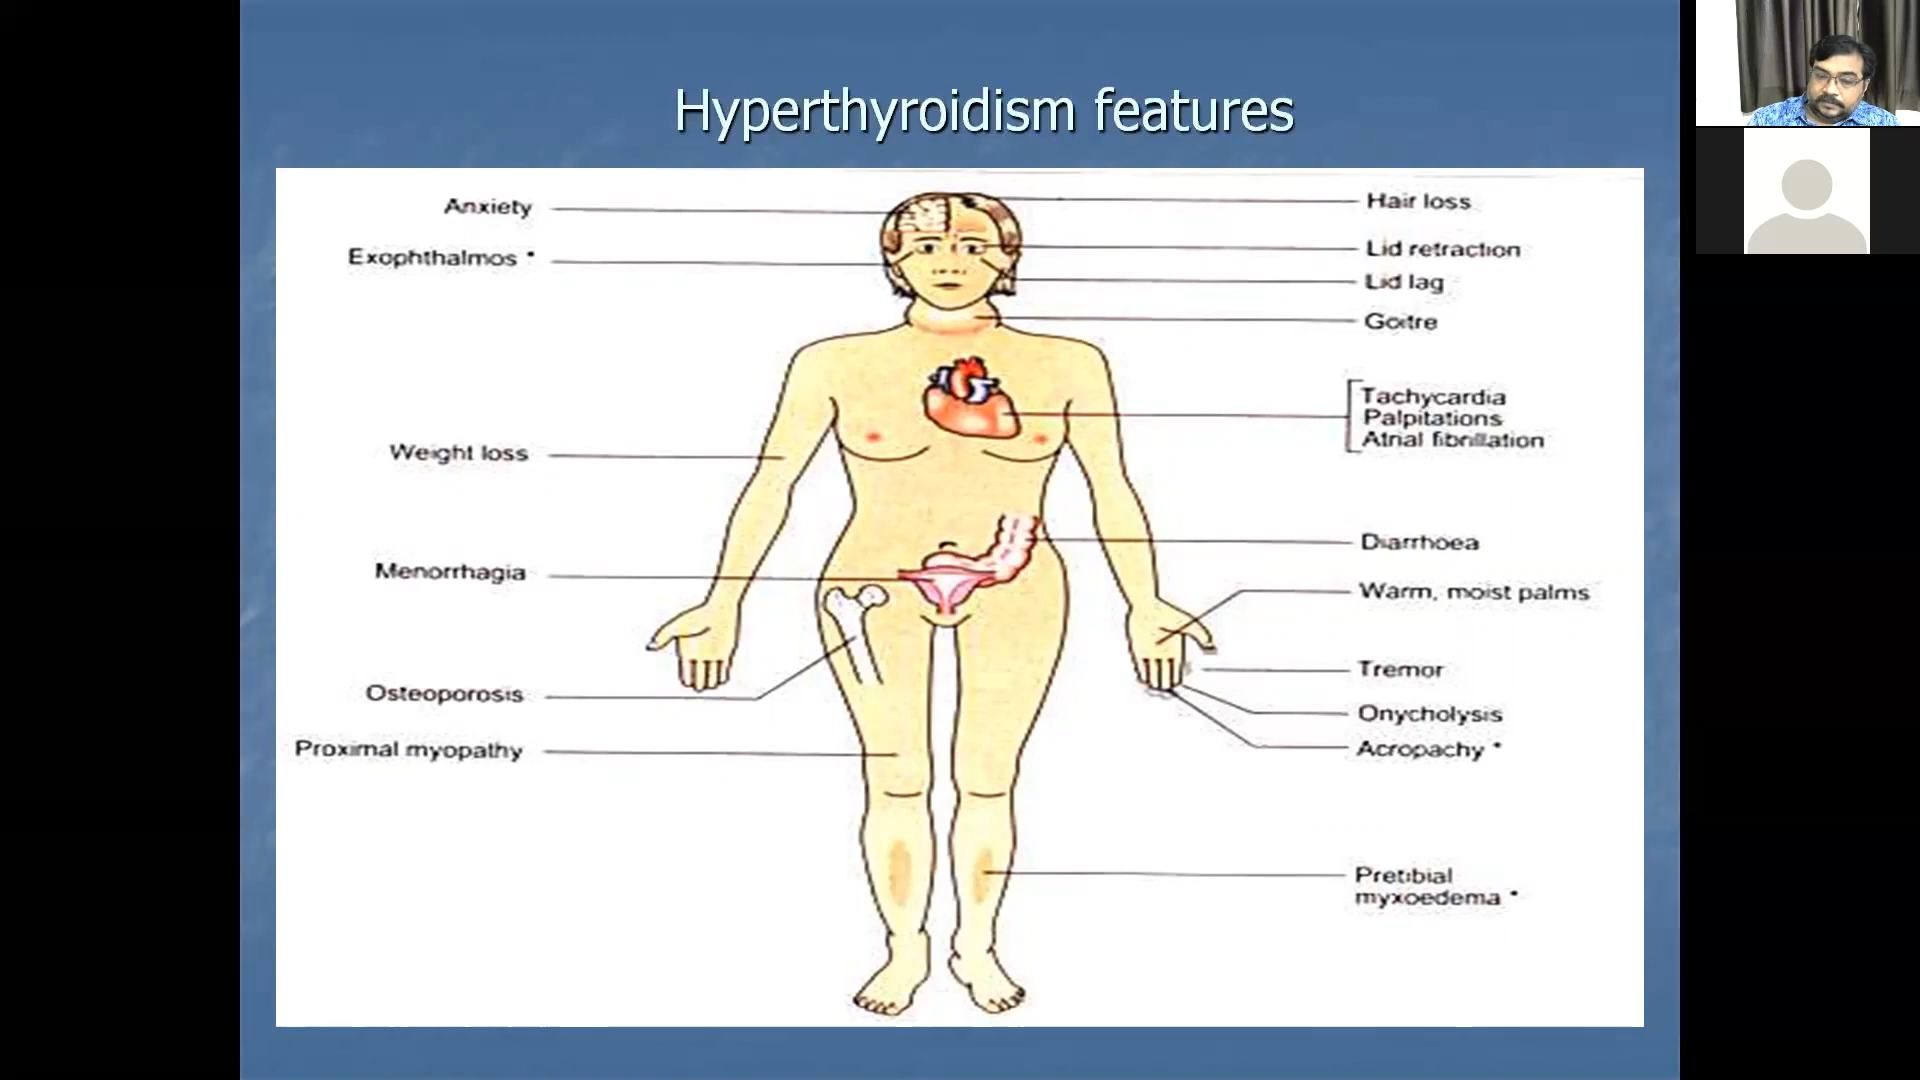 Hyperthyroidism features
Anxiety
Exophthalmos *
Weight loss
Menorrhagia
Osteoporosis
Proximal myopathy
Hair loss
Lid retraction
Lid lag
Goitre
Tachycardia
Palpitations
Atrial fibrillation
Diarrhoea
Warm, moist palms
Tremor
Onycholysis
Acropachy *
Pretibial
myxoedema *